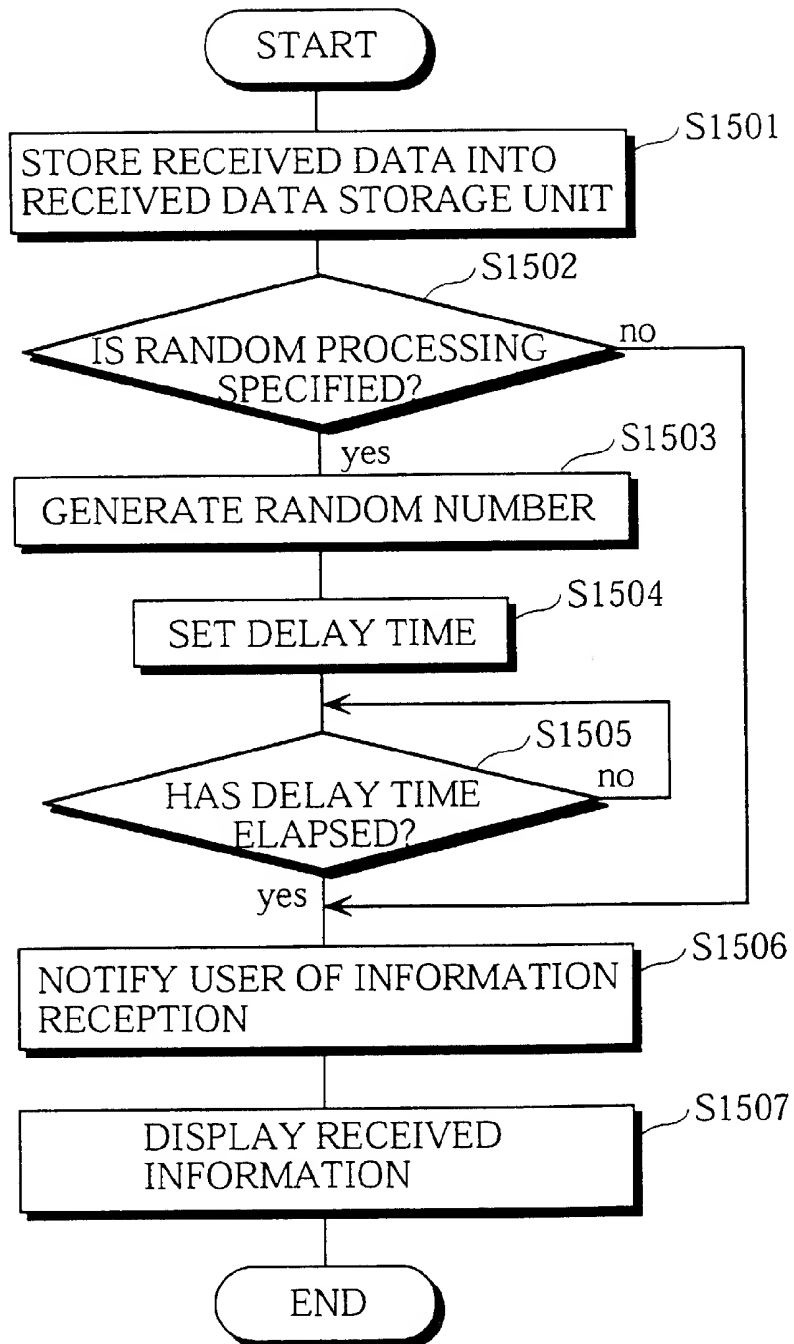 START
S1501
STORE RECEIVED DATA INTO
RECEIVED DATA STORAGE UNIT
S1502
IS RANDOM PROCESSING
SPECIFIED?
no
yes
S1503
GENERATE RANDOM NUMBER
S1504
SET DELAY TIME
S1505
HAS DELAY TIME
ELAPSED?
no
yes
S1506
NOTIFY USER OF INFORMATION
RECEPTION
S1507
DISPLAY RECEIVED
INFORMATION
END